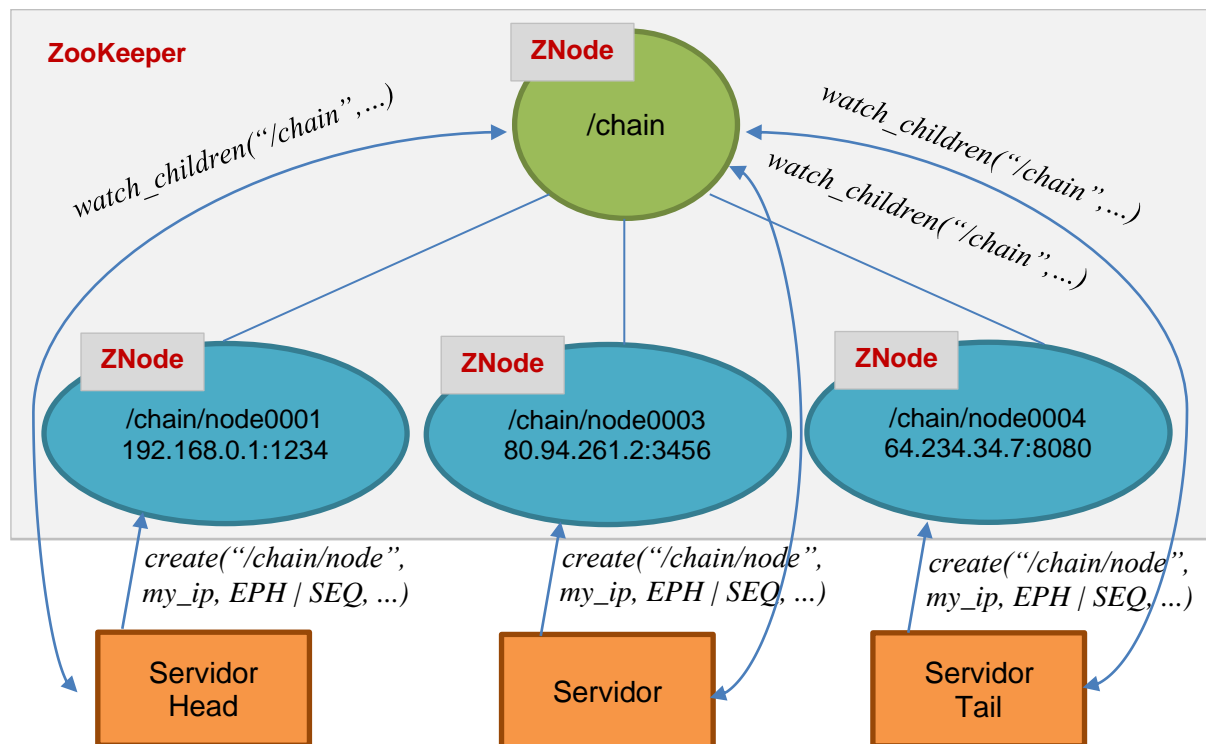 ZooKeeper
ZNode
/chain
watch_children(“/chain”,...)
watch_children(“/chain”,...)
watch_children(“/chain”,...)
ZNode
/chain/node0001
192.168.0.1:1234
ZNode
/chain/node0003
80.94.261.2:3456
ZNode
/chain/node0004
64.234.34.7:8080
create(“/chain/node”,
my_ip, EPH | SEQ, ...)
create(“/chain/node”,
my_ip, EPH | SEQ, ...)
create(“/chain/node”,
my_ip, EPH | SEQ, ...)
Servidor
Head
Servidor
Servidor
Tail